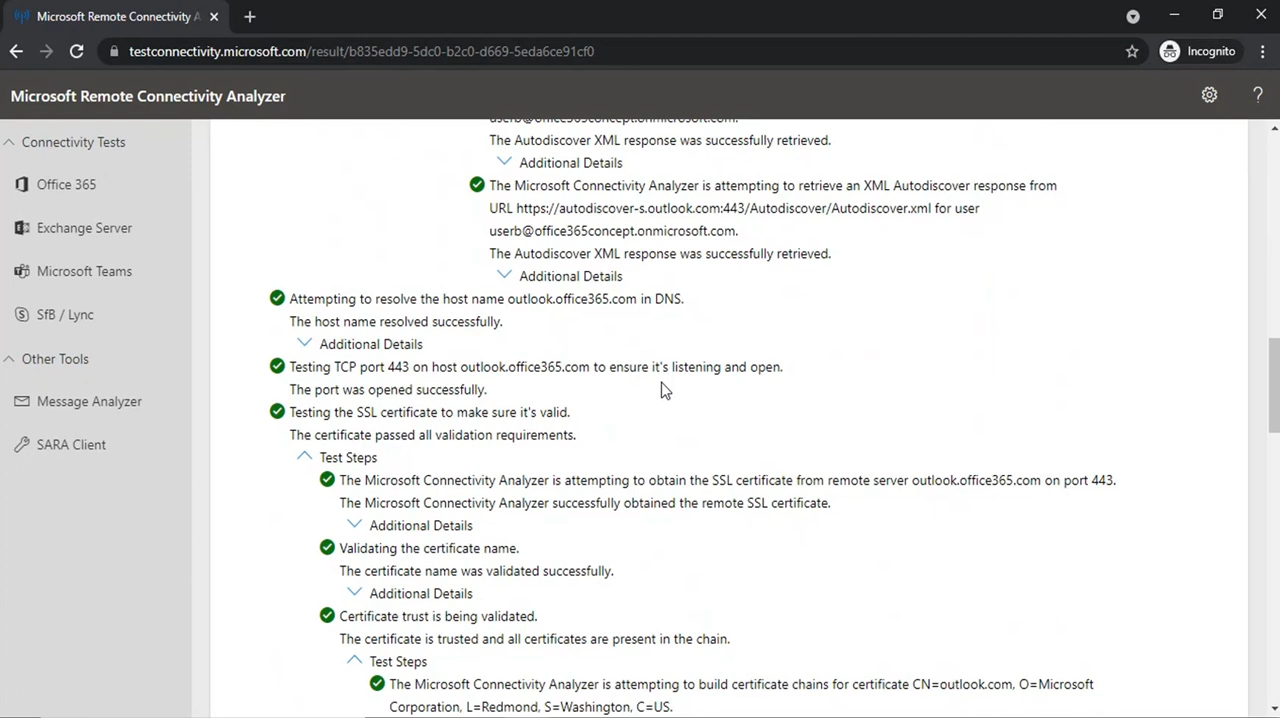 Microsoft Remote Connectivity A
testconnectivity.microsoft.com/result/b835edd9-5dc0-b2c0-d669-5eda6ce91cf0
Incognito
Microsoft Remote Connectivity Analyzer
?
Connectivity Tests
Office 365
Exchange Server
Microsoft Teams
SfB / Lync
Other Tools
Message Analyzer
SARA Client
userb@office365concept.onmicrosoft.com.
The Autodiscover XML response was successfully retrieved.
Additional Details
The Microsoft Connectivity Analyzer is attempting to retrieve an XML Autodiscover response from
URL https://autodiscover-s.outlook.com:443/Autodiscover/Autodiscover.xml for user
userb@office365concept.onmicrosoft.com.
The Autodiscover XML response was successfully retrieved.
Additional Details
Attempting to resolve the host name outlook.office365.com in DNS.
The host name resolved successfully.
Additional Details
Testing TCP port 443 on host outlook.office365.com to ensure it's listening and open.
The port was opened successfully.
Testing the SSL certificate to make sure it's valid.
The certificate passed all validation requirements.
Test Steps
The Microsoft Connectivity Analyzer is attempting to obtain the SSL certificate from remote server outlook.office365.com on port 443.
The Microsoft Connectivity Analyzer successfully obtained the remote SSL certificate.
Additional Details
Validating the certificate name.
The certificate name was validated successfully.
Additional Details
Certificate trust is being validated.
The certificate is trusted and all certificates are present in the chain.
Test Steps
The Microsoft Connectivity Analyzer is attempting to build certificate chains for certificate CN=outlook.com, O=Microsoft
Corporation, L=Redmond, S=Washington, C=US.